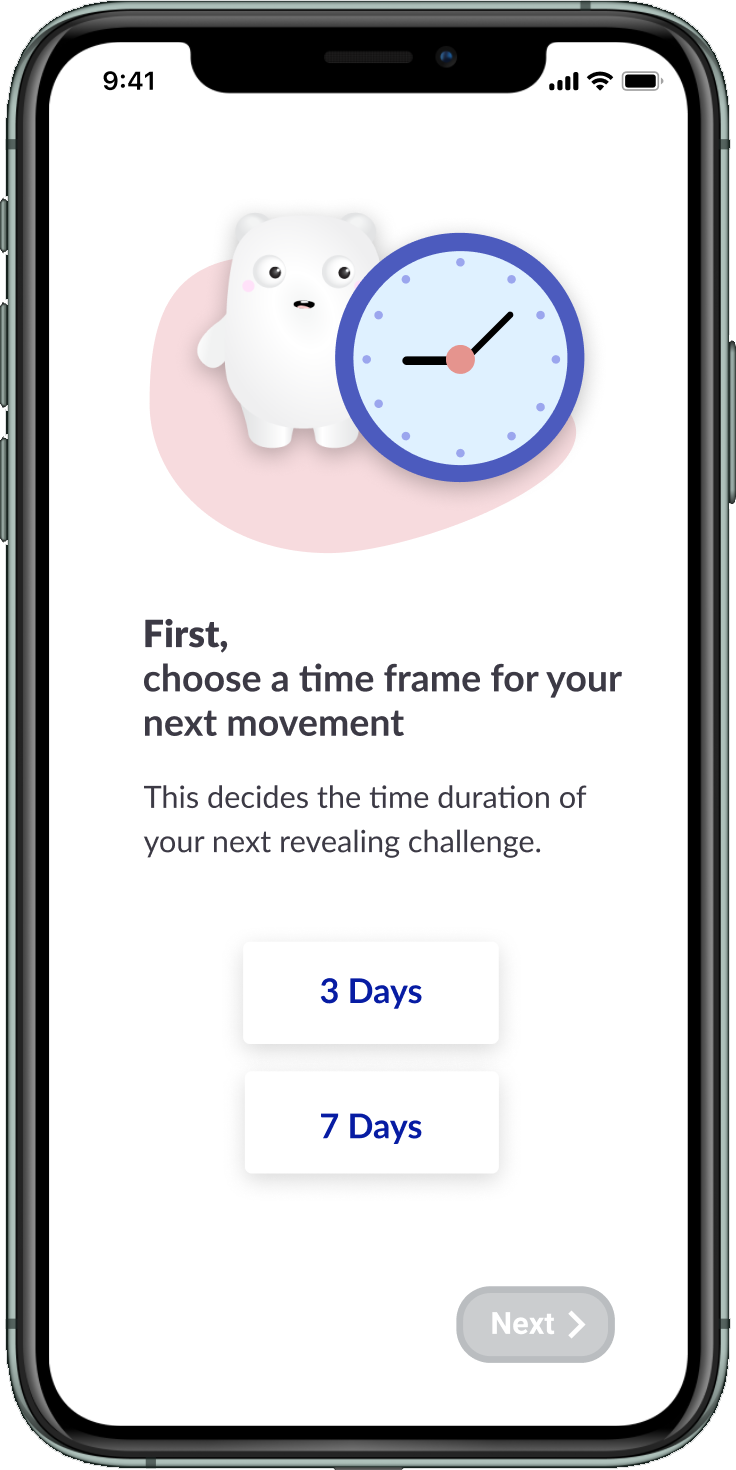 9:41
First,
choose a time frame for your
next movement
This decides the time duration of
your next revealing challenge.
3 Days
7 Days
Next